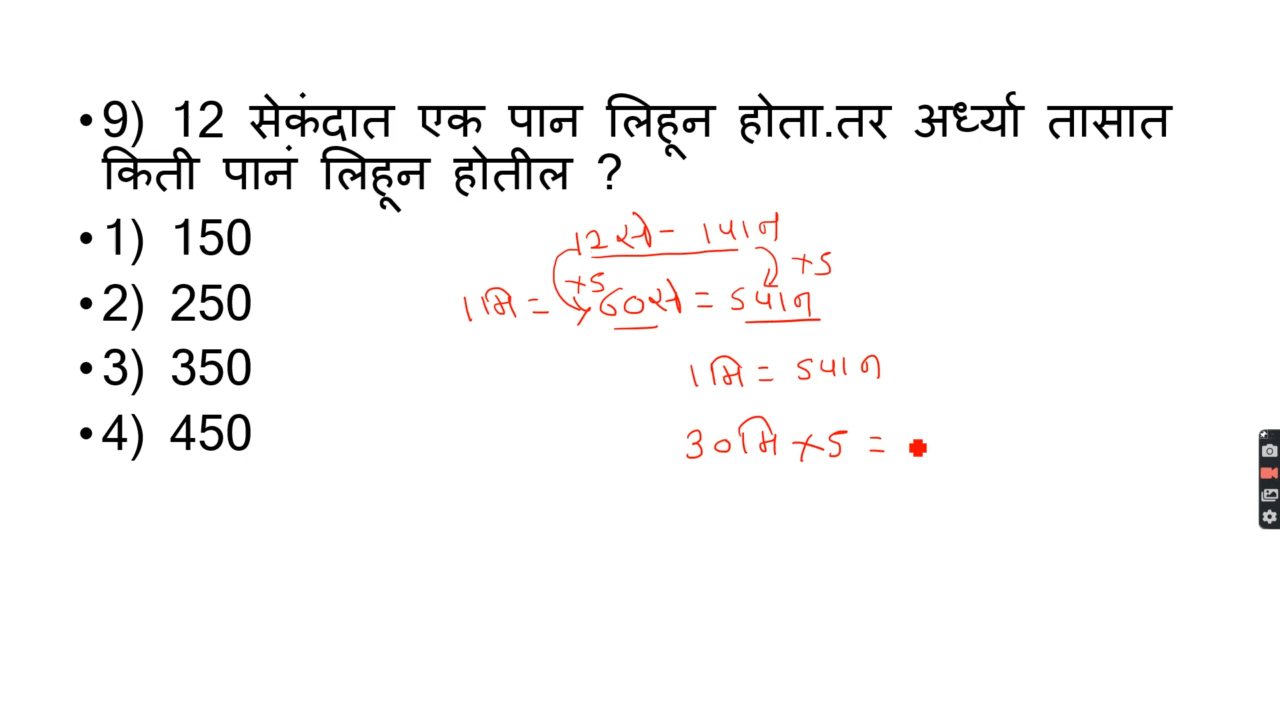 •9) 12 सेकंदात एक पान लिहून होता.तर अर्ध्या तासात
किती पानं लिहून होतील ?
•1) 150
•2) 250
•3) 350
•4) 450
12से - 1पान
×5 ×5
1मि = 60से = 5पान
1मि = 5पान
30मि ×5 =